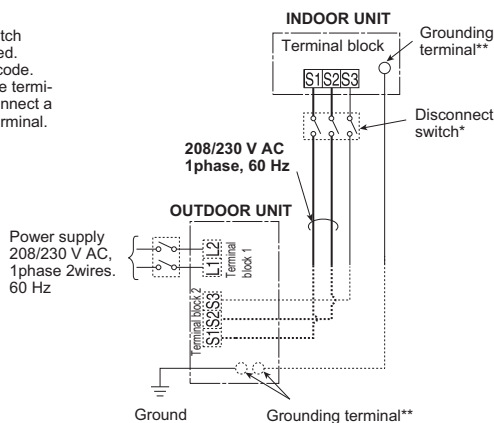 tch
ed.
code.
e termi-
nnect a
rminal.
INDOOR UNIT
Terminal block
Grounding
terminal**
S1 S2 S3
Disconnect
switch*
208/230 V AC
1phase, 60 Hz
OUTDOOR UNIT
Power supply
208/230 V AC,
1phase 2wires.
60 Hz
L1 L2
Terminal
block 1
Terminal block 2
S1 S2 S3
Ground
Grounding terminal**